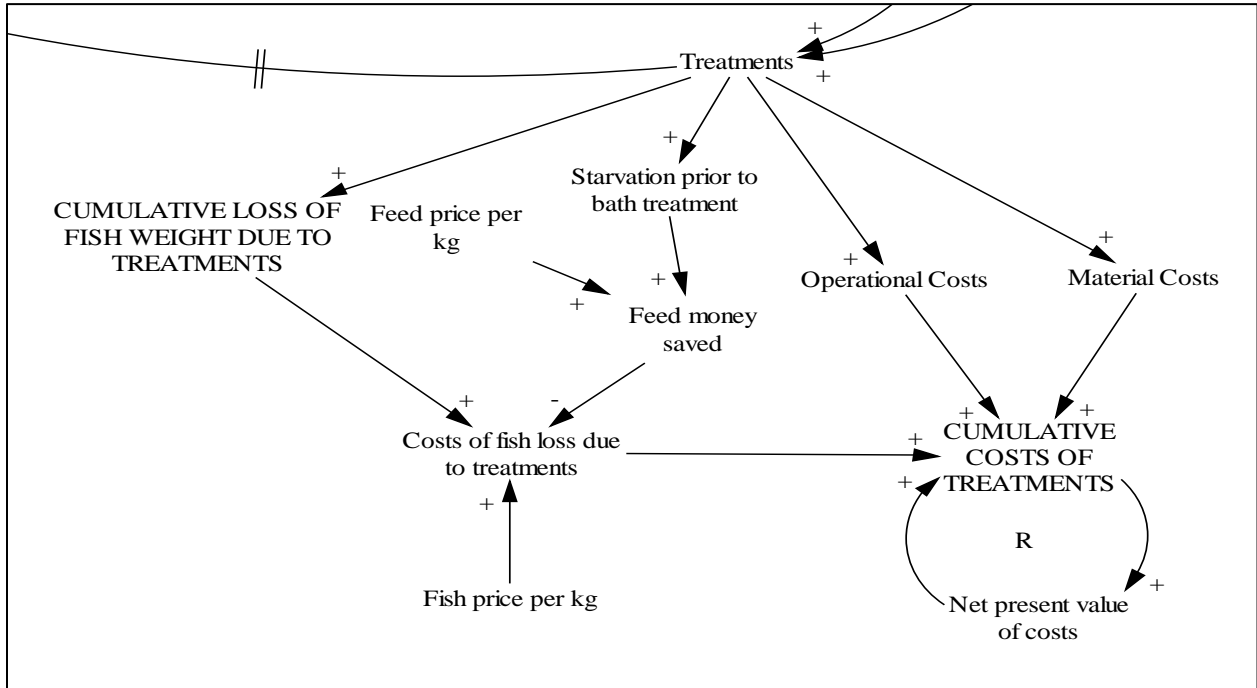 +
Treatments
+
+
+
Starvation prior to
bath treatment
CUMULATIVE LOSS OF
FISH WEIGHT DUE TO
TREATMENTS
Feed price per
kg
+
+
Operational Costs
Material Costs
+
+
Feed money
saved
+
-
+
+
Costs of fish loss due
to treatments
+
CUMULATIVE
COSTS OF
TREATMENTS
+
+
R
+
Fish price per kg
Net present value
of costs